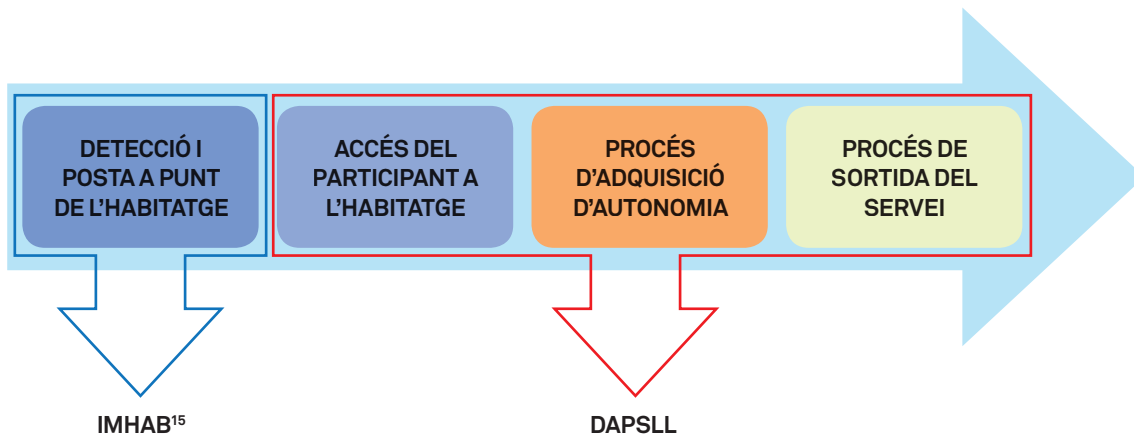 DETECCIÓ I
POSTA A PUNT
DE L’HABITATGE
ACCÉS DEL
PARTICIPANT A
L’HABITATGE
PROCÉS
D’ADQUISICIÓ
D’AUTONOMIA
PROCÉS DE
SORTIDA DEL
SERVEI
IMHAB¹⁵
DAPSLL